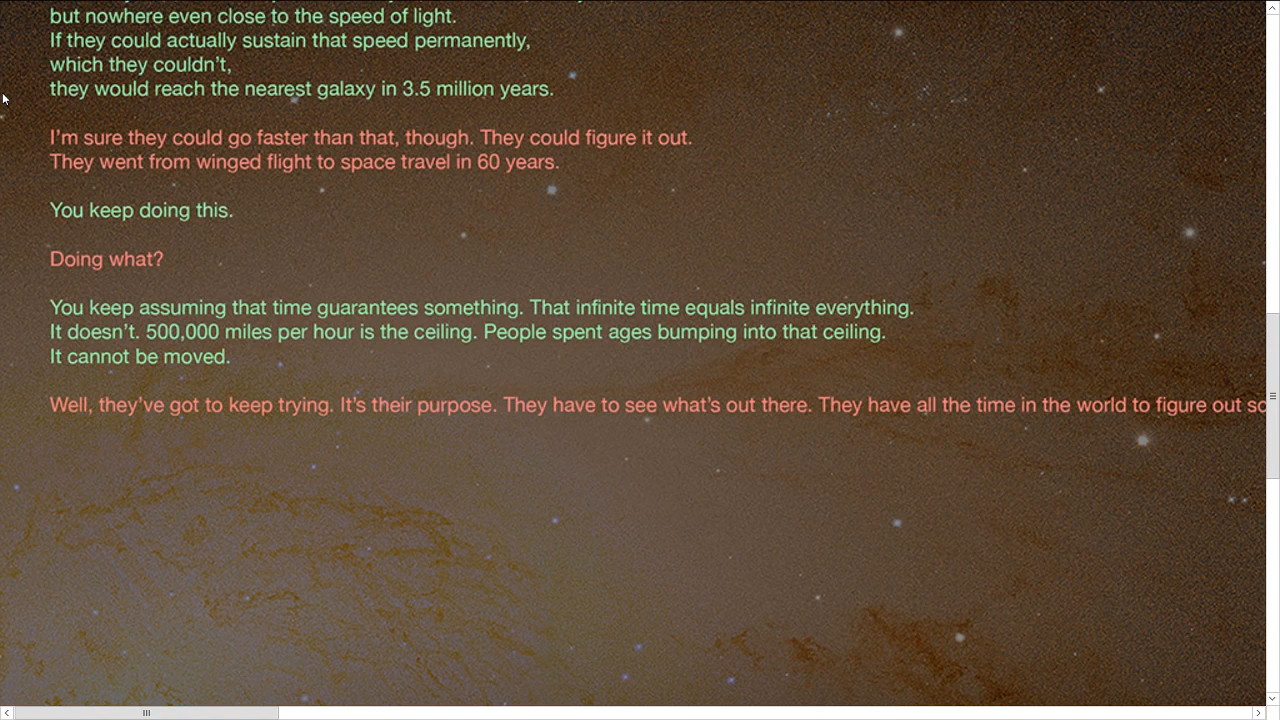 but nowhere even close to the speed of light.
If they could actually sustain that speed permanently,
which they couldn’t,
they would reach the nearest galaxy in 3.5 million years.
I’m sure they could go faster than that, though. They could figure it out.
They went from winged flight to space travel in 60 years.
You keep doing this.
Doing what?
You keep assuming that time guarantees something. That infinite time equals infinite everything.
It doesn’t. 500,000 miles per hour is the ceiling. People spent ages bumping into that ceiling.
It cannot be moved.
Well, they’ve got to keep trying. It’s their purpose. They have to see what’s out there. They have all the time in the world to figure out